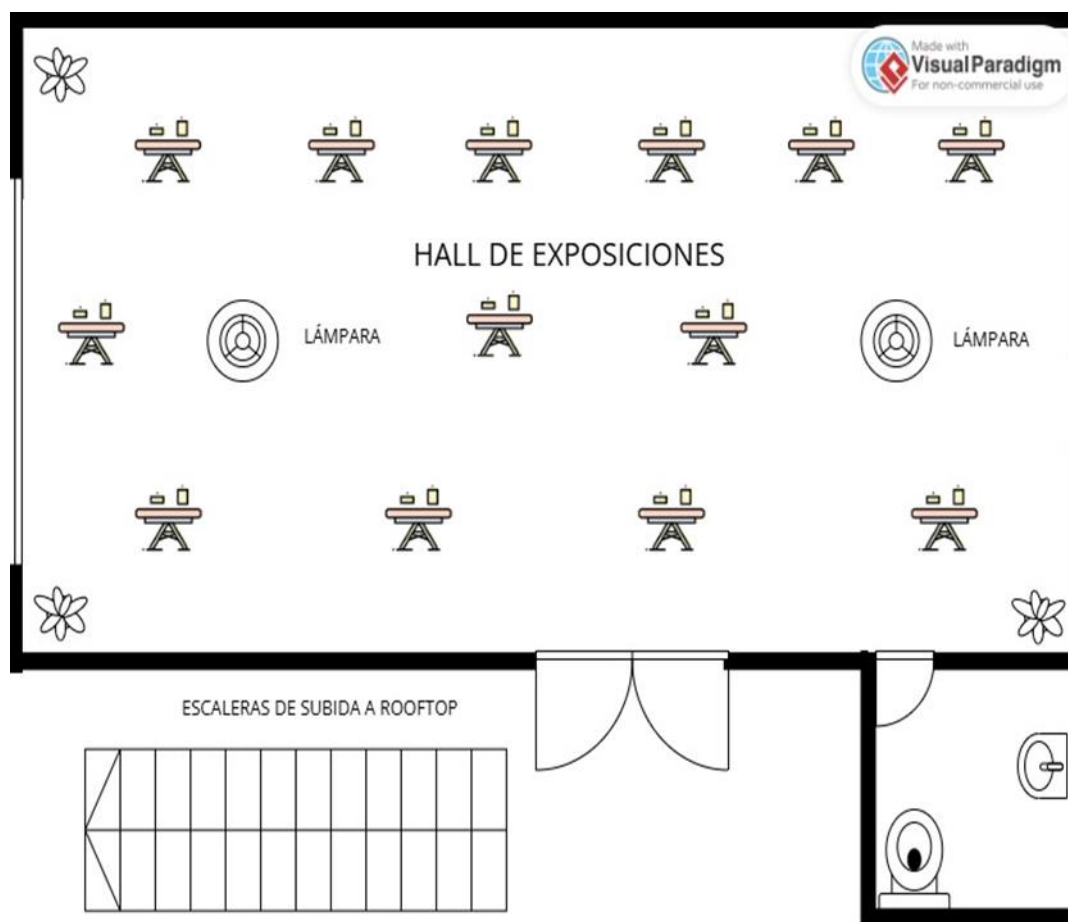 Made with
Visual Paradigm
For non-commercial use
HALL DE EXPOSICIONES
LÁMPARA
LÁMPARA
ESCALERAS DE SUBIDA A ROOFTOP